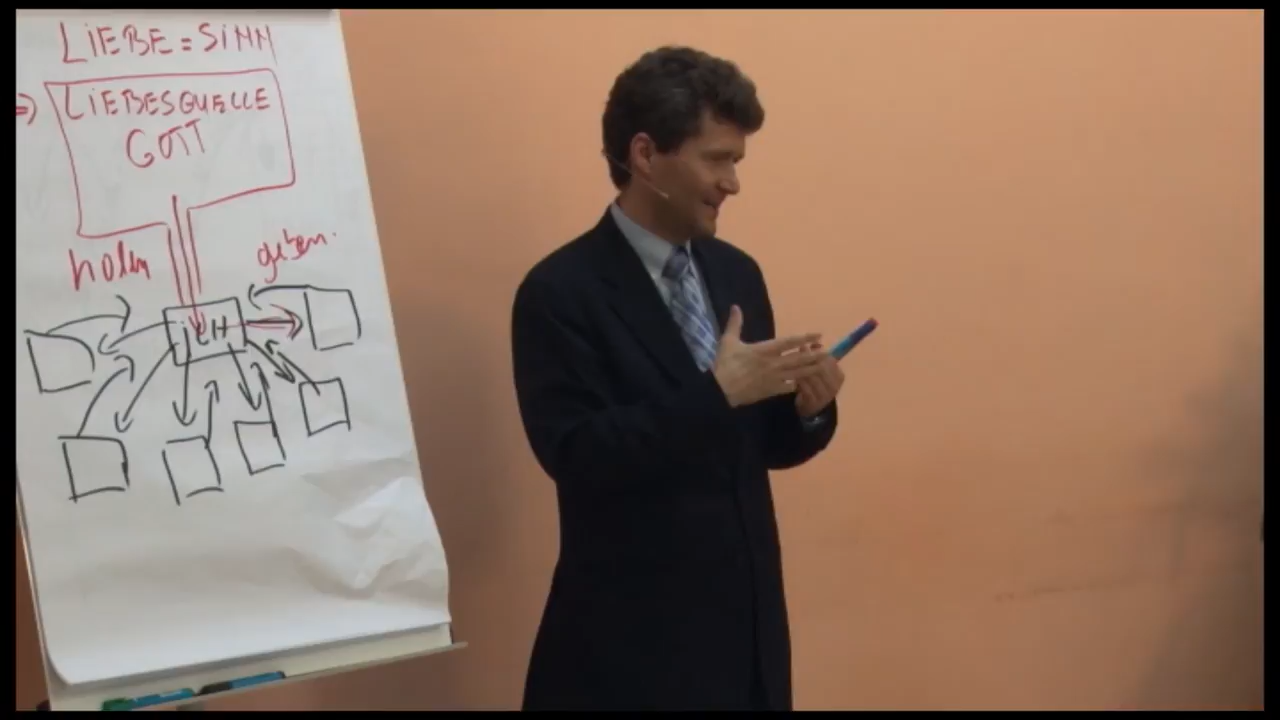 LIEBE = SINN
=> LIEBESQUELLE
GOTT
holen
geben.
ICH